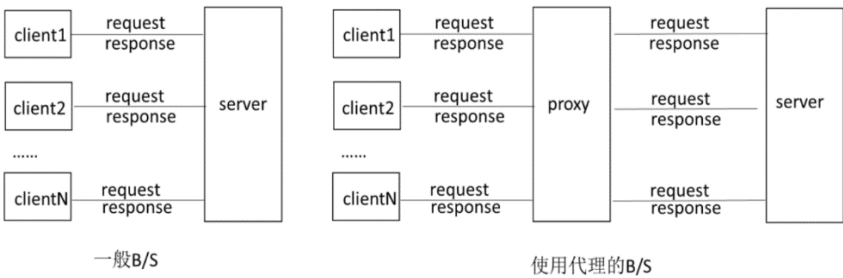 client1
request
response
client2
request
response
server
......
clientN
request
response
一般B/S
client1
request
response
request
response
client2
request
response
proxy
request
response
server
......
clientN
request
response
request
response
使用代理的B/S